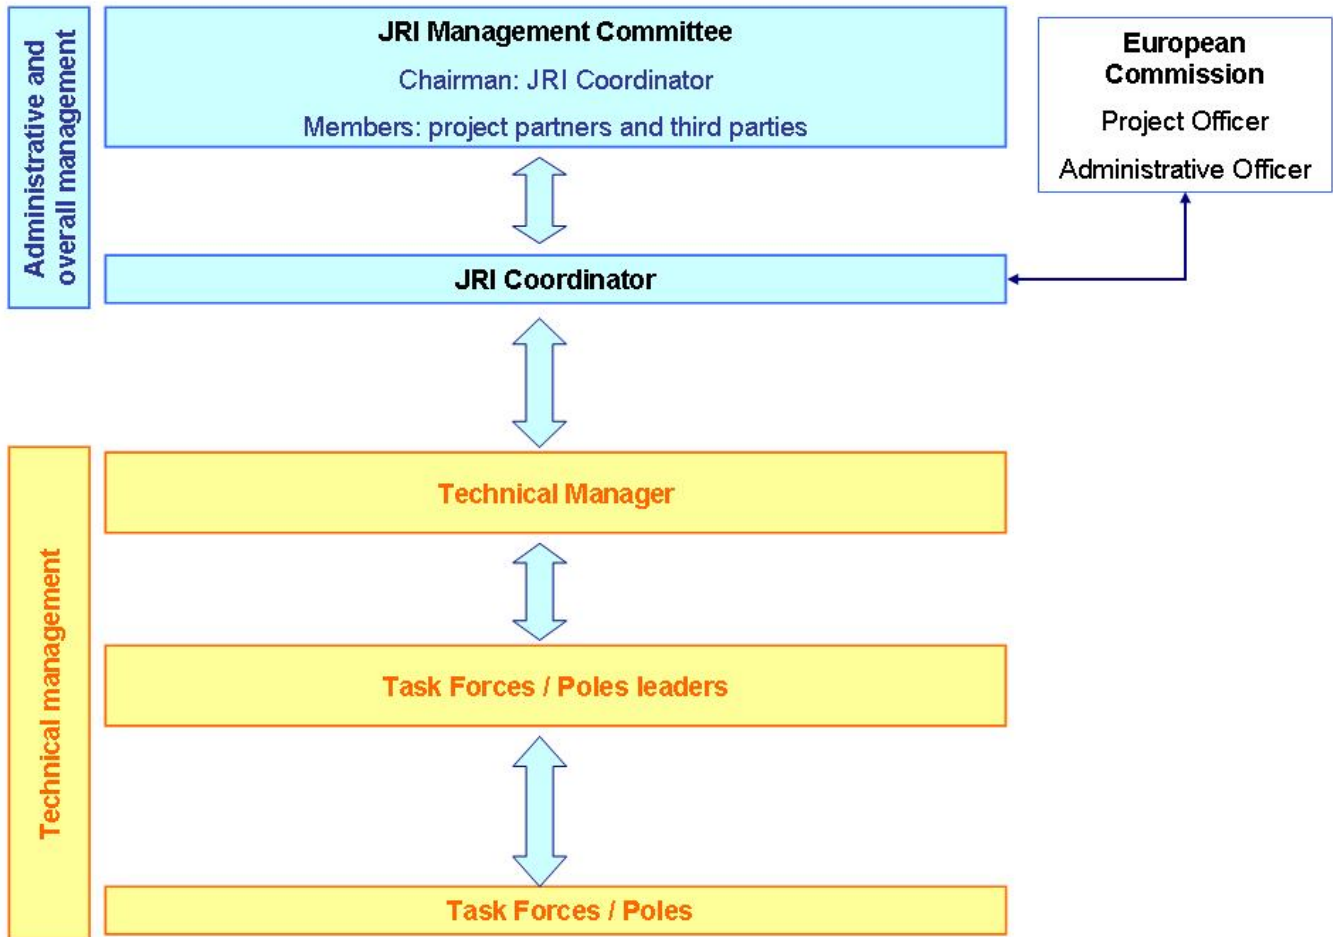 Administrative and
overall management
JRI Management Committee
Chairman: JRI Coordinator
Members: project partners and third parties
European
Commission
Project Officer
Administrative Officer
JRI Coordinator
Technical management
Technical Manager
Task Forces / Poles leaders
Task Forces / Poles